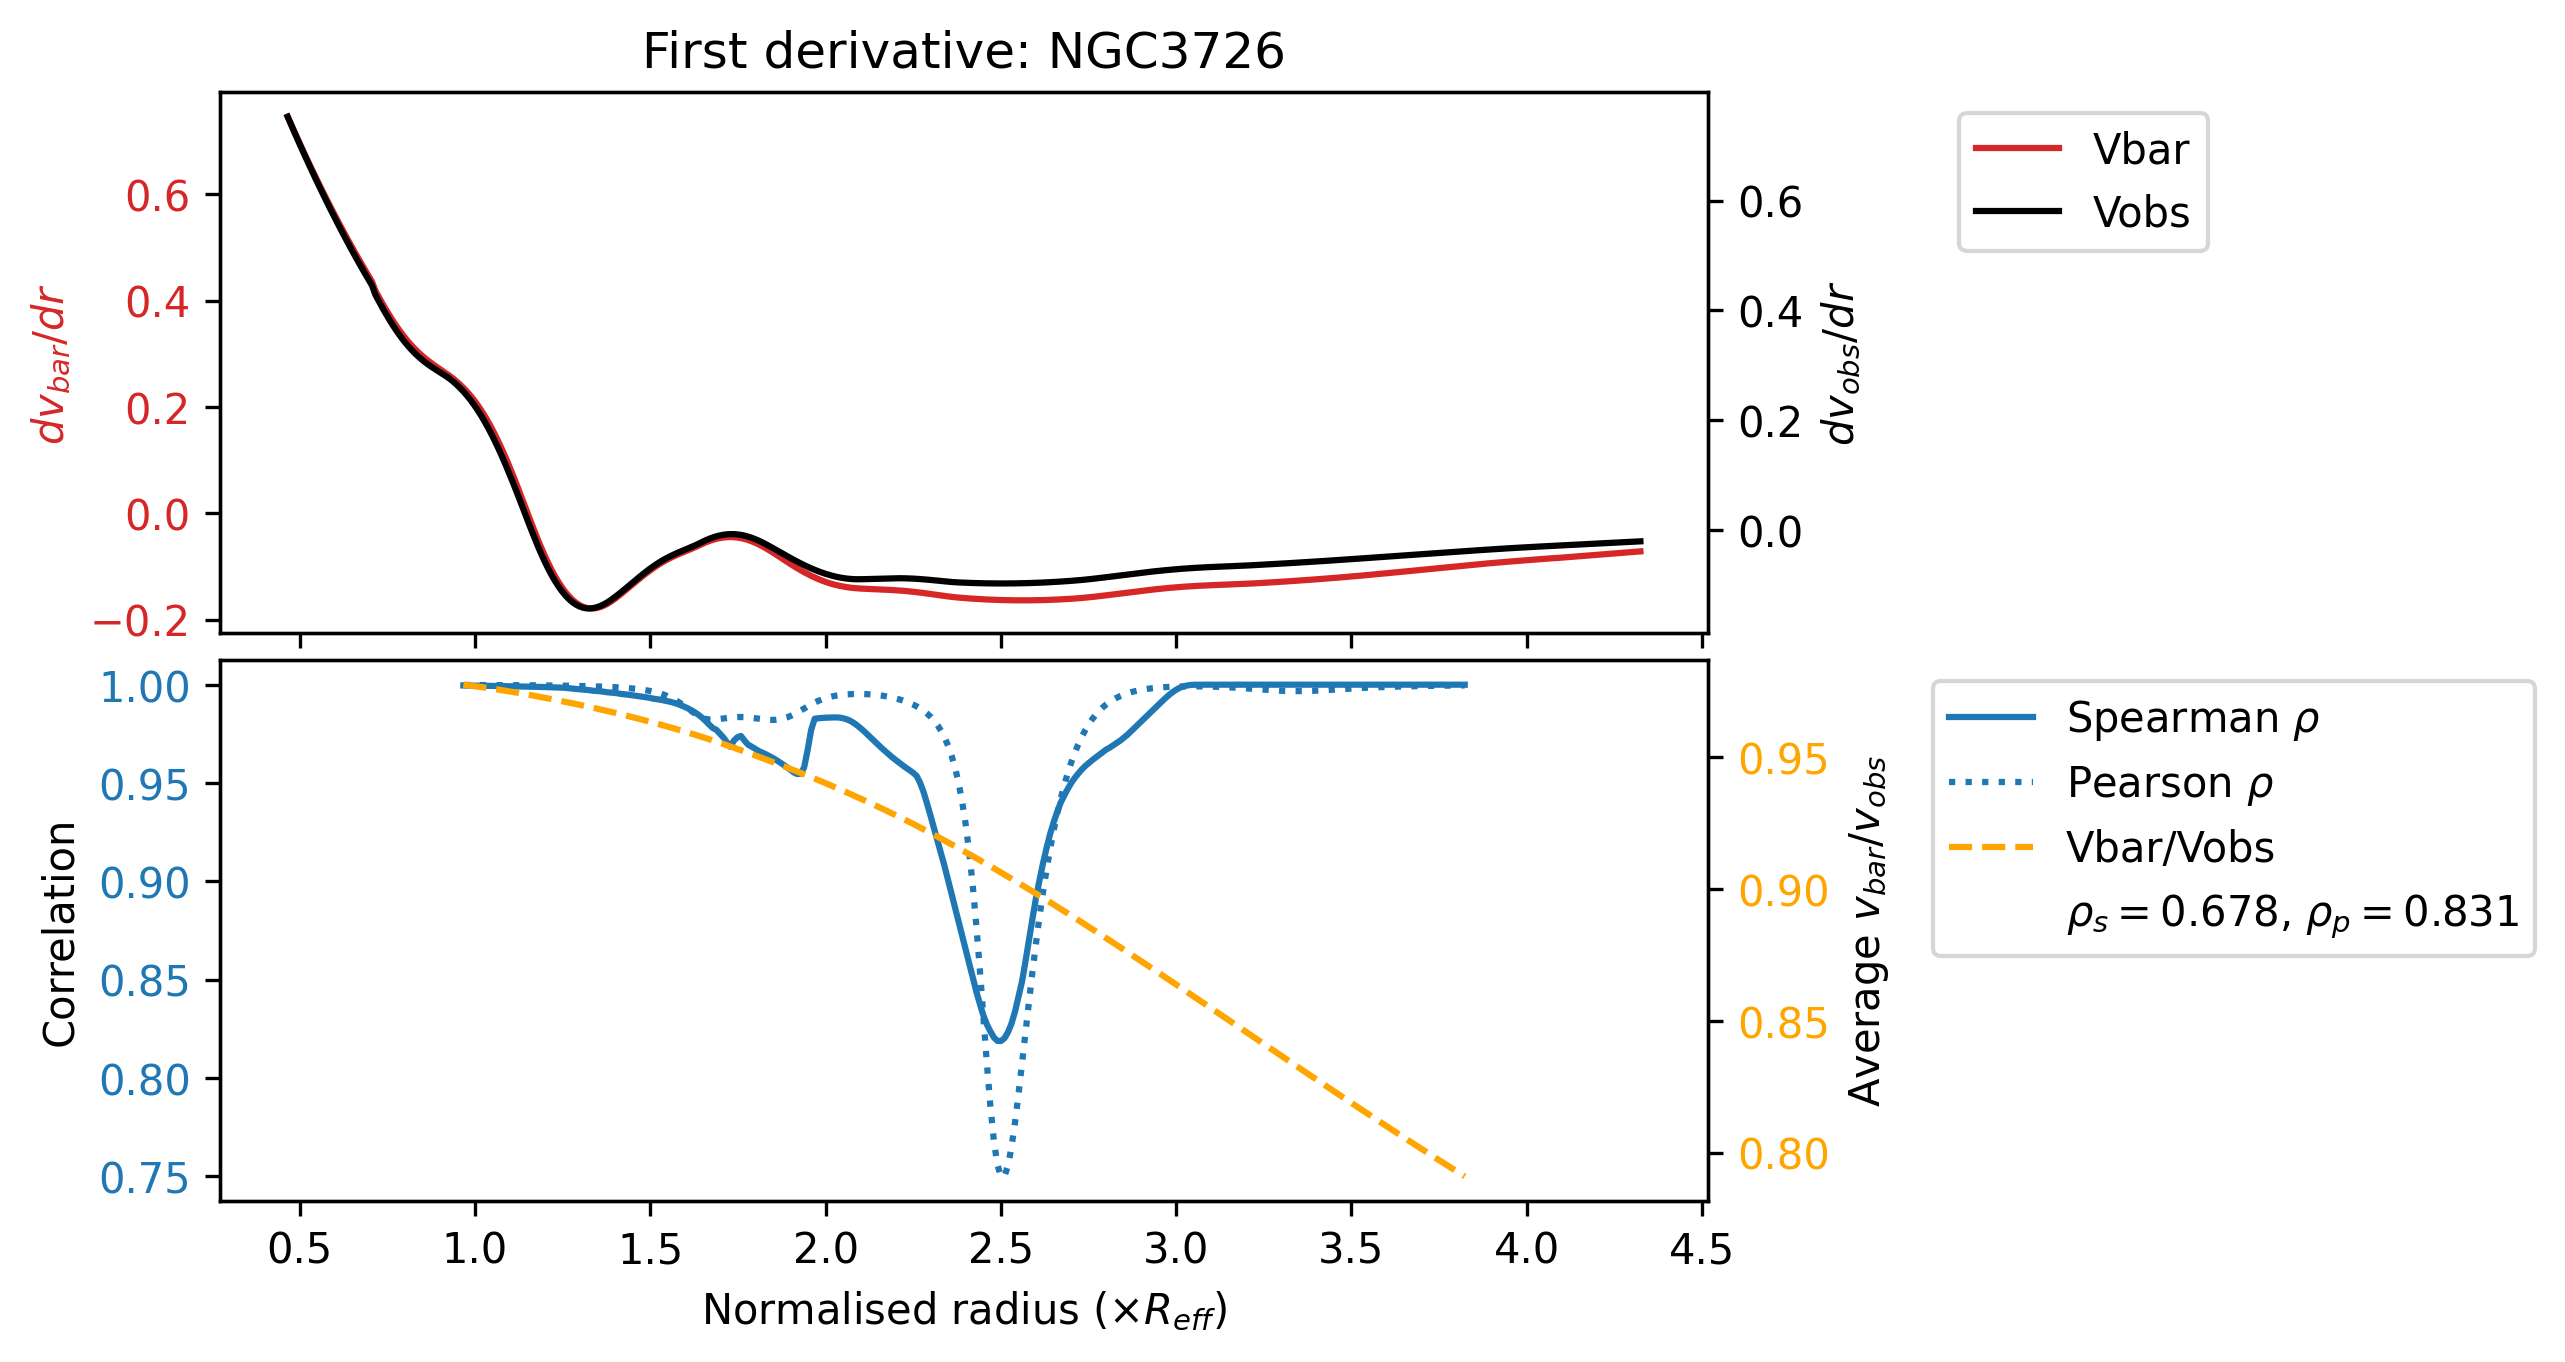 First derivative: NGC3726
dv_bar/dr
0.6
0.4
0.2
0.0
−0.2
0.6
0.4
0.2
0.0
dv_obs/dr
Vbar
Vobs
Correlation
1.00
0.95
0.90
0.85
0.80
0.75
0.95
0.90
0.85
0.80
Average v_bar/v_obs
Spearman ρ
Pearson ρ
Vbar/Vobs
ρ_s = 0.678, ρ_p = 0.831
0.5 1.0 1.5 2.0 2.5 3.0 3.5 4.0 4.5
Normalised radius (×R_eff)